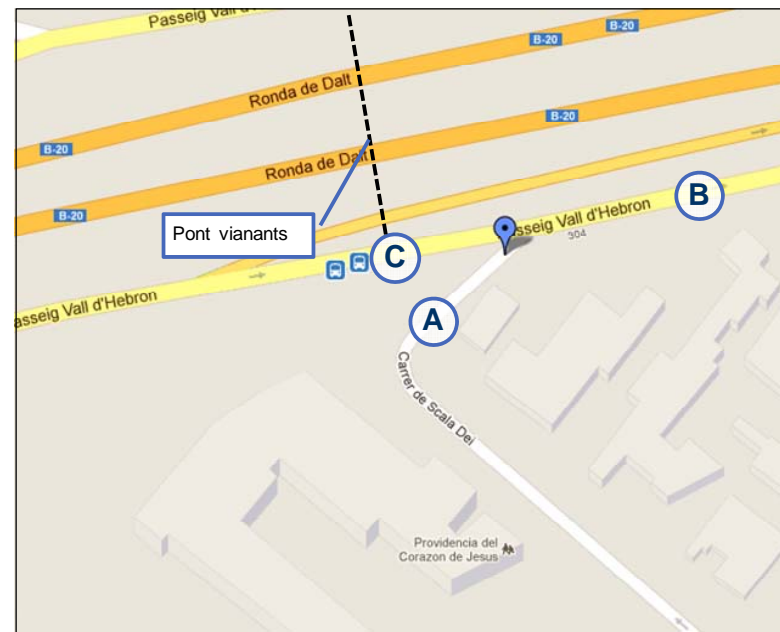 Passeig Vall d'
B-20
B-20
Ronda de Dalt
B-20
B-20
Ronda de Dalt
B-20
Pont vianants
B
Passeig Vall d'Hebron
304
C
asseig Vall d'Hebron
A
Carrer de Scala Dei
Providencia del
Corazon de Jesus